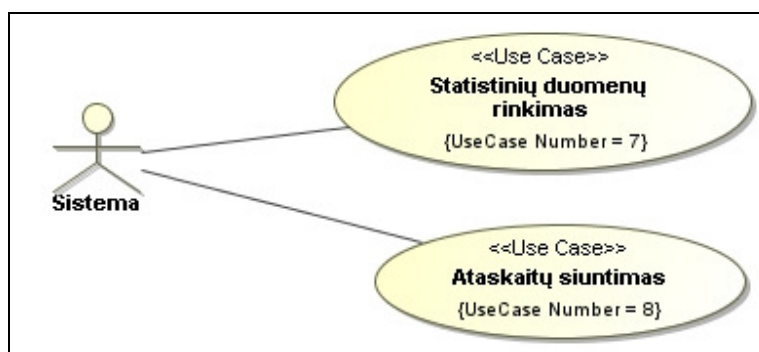 <<Use Case>>
Statistinių duomenų
rinkimas
{UseCase Number = 7}
Sistema
<<Use Case>>
Ataskaitų siuntimas
{UseCase Number = 8}